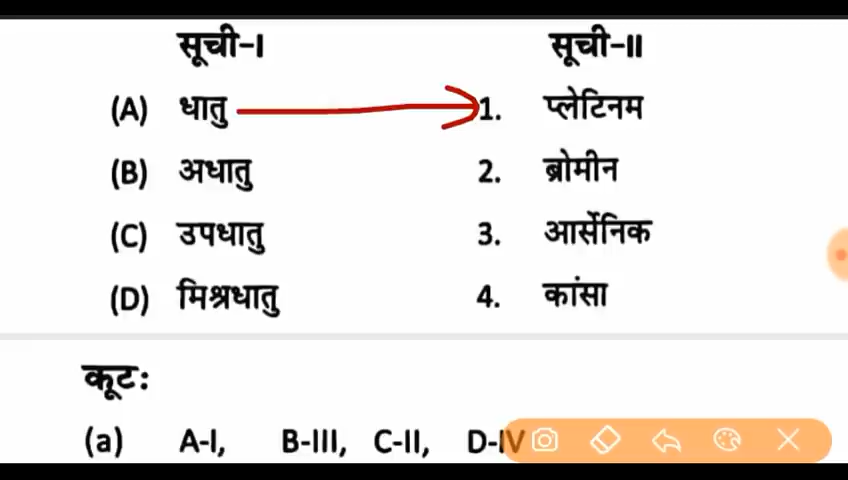 सूची-I सूची-II
(A) धातु 1. प्लेटिनम
(B) अधातु 2. ब्रोमीन
(C) उपधातु 3. आर्सेनिक
(D) मिश्रधातु 4. कांसा
कूट:
(a) A-I, B-III, C-II, D-IV